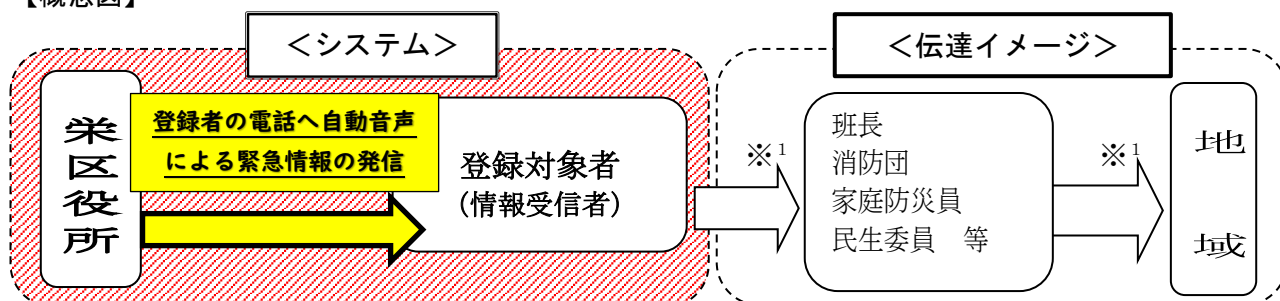 【概念図】
＜システム＞
＜伝達イメージ＞
栄区役所
登録者の電話へ自動音声
による緊急情報の発信
登録対象者
（情報受信者）
※1
班長
消防団
家庭防災員
民生委員　等
※1
地域